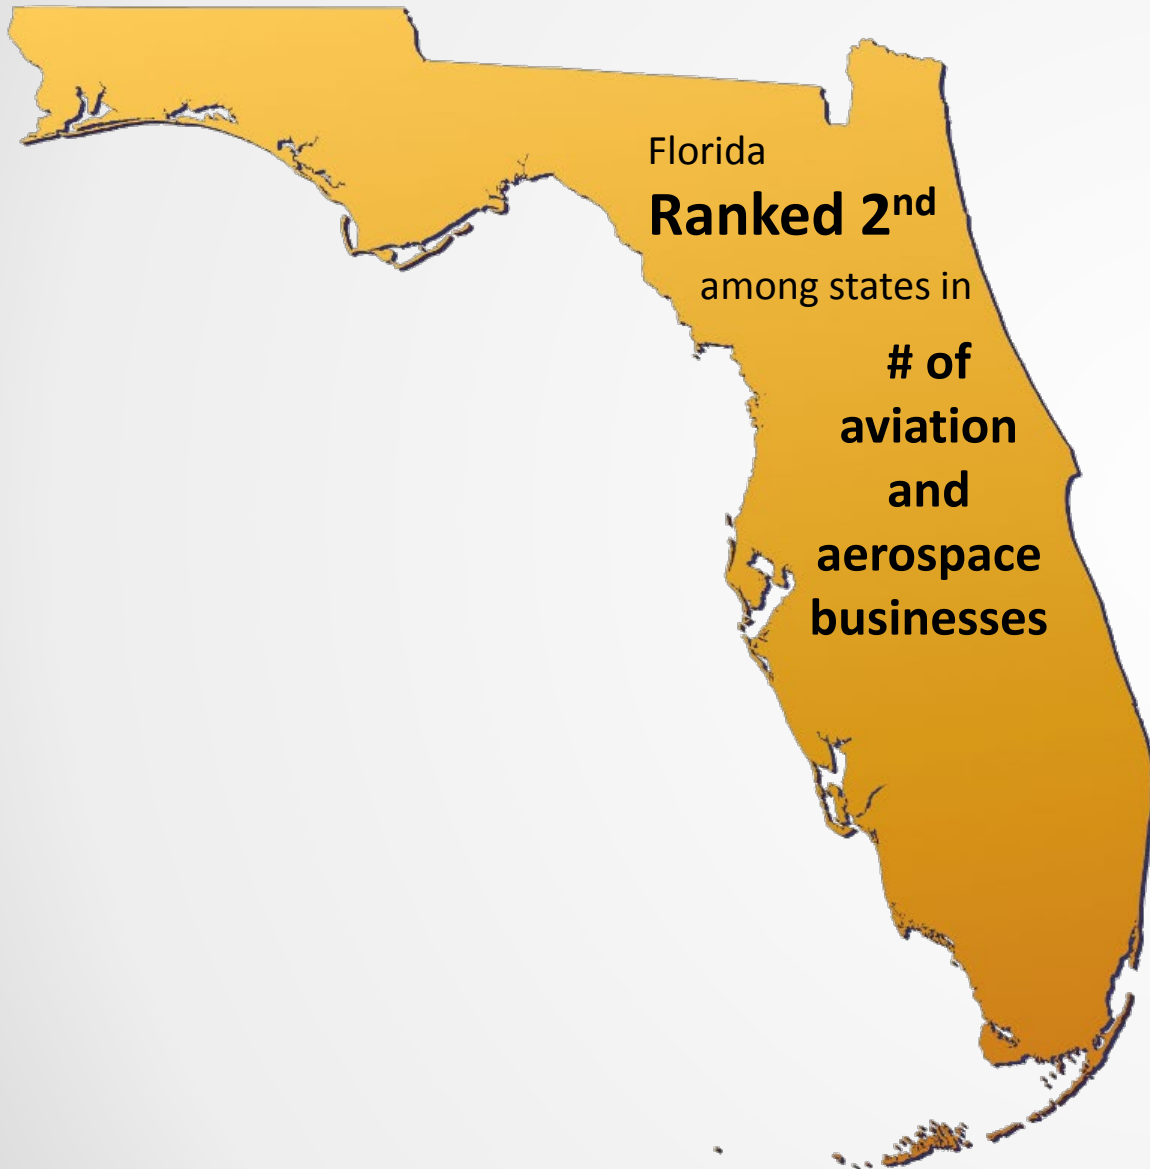 Florida
Ranked 2nd
among states in
# of
aviation
and
aerospace
businesses